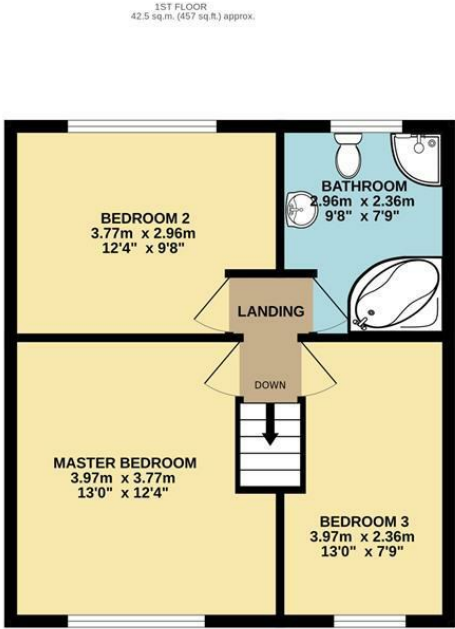 1ST FLOOR
42.5 sq.m. (457 sq.ft.) approx.
BEDROOM 2
3.77m x 2.96m
12'4" x 9'8"
BATHROOM
2.96m x 2.36m
9'8" x 7'9"
LANDING
DOWN
MASTER BEDROOM
3.97m x 3.77m
13'0" x 12'4"
BEDROOM 3
3.97m x 2.36m
13'0" x 7'9"